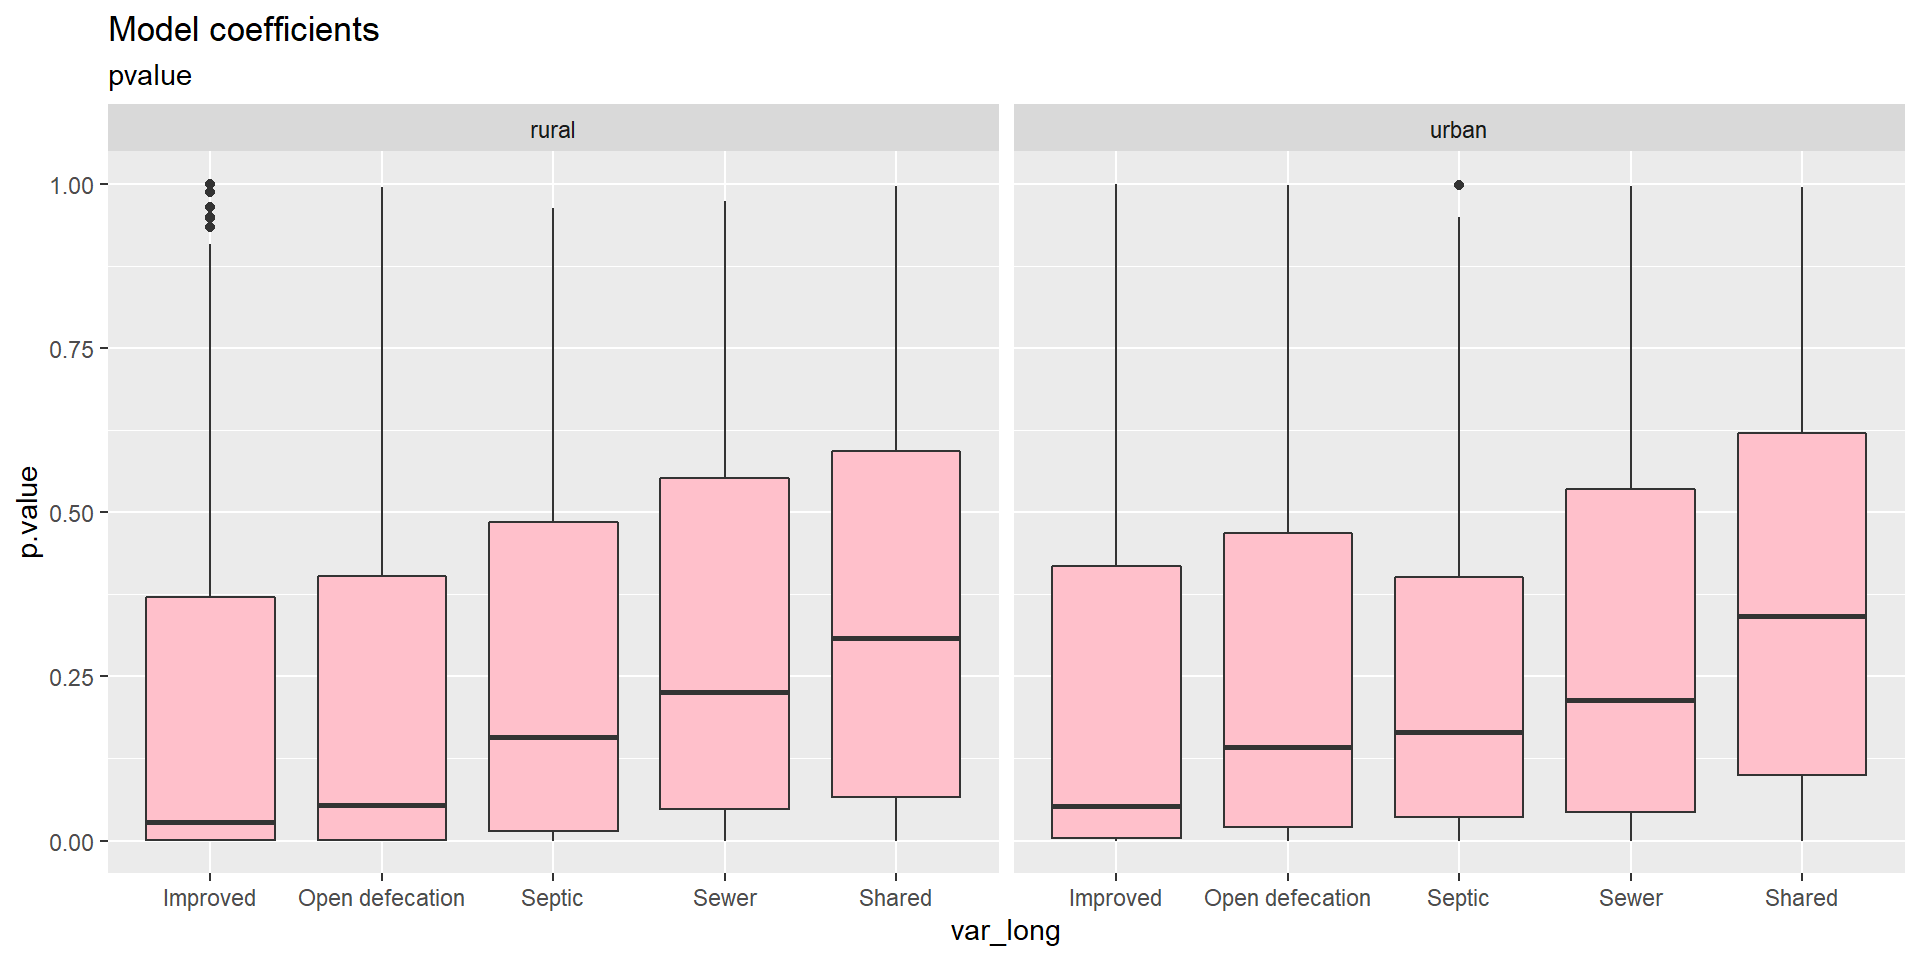 Model coefficients
pvalue
rural
urban
p.value
1.00
0.75
0.50
0.25
0.00
Improved Open defecation Septic Sewer Shared
Improved Open defecation Septic Sewer Shared
var_long